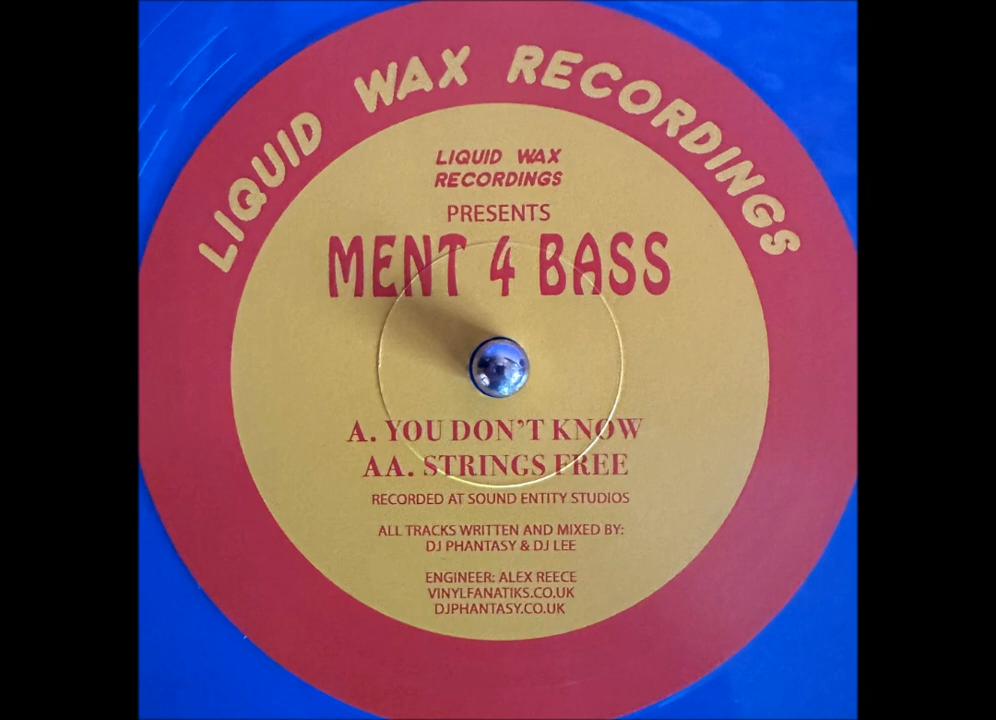 LIQUID WAX RECORDINGS
LIQUID WAX
RECORDINGS
PRESENTS
MENT 4 BASS
A. YOU DON'T KNOW
AA. STRINGS FREE
RECORDED AT SOUND ENTITY STUDIOS
ALL TRACKS WRITTEN AND MIXED BY:
DJ PHANTASY & DJ LEE
ENGINEER: ALEX REECE
VINYLFANATIKS.CO.UK
DJPHANTASY.CO.UK